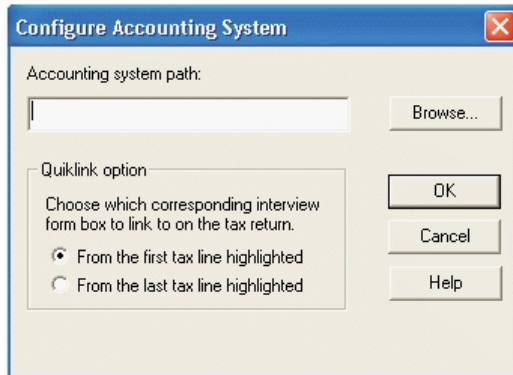 Configure Accounting System
Accounting system path:
Browse...
Quiklink option
Choose which corresponding interview
form box to link to on the tax return.
From the first tax line highlighted
From the last tax line highlighted
OK
Cancel
Help